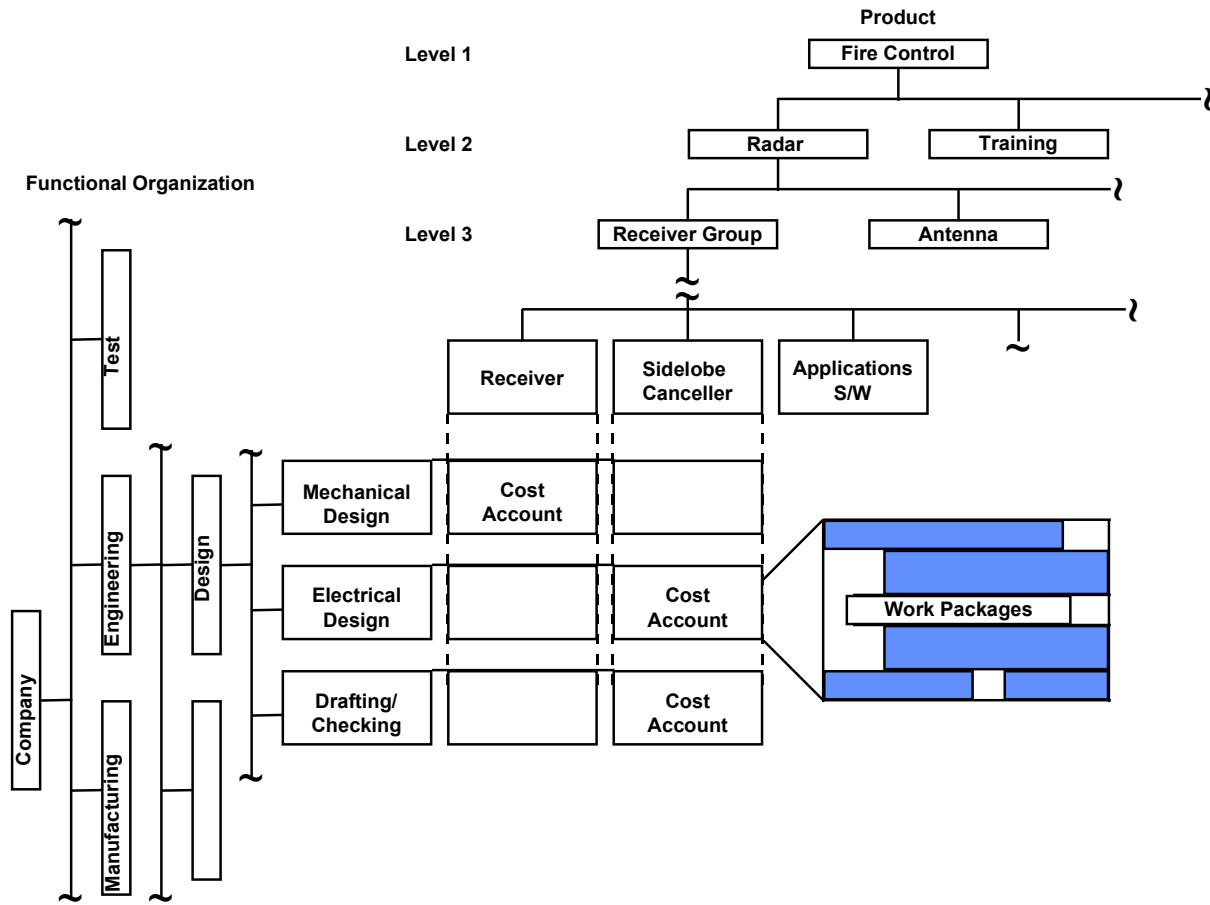 Product
Level 1
Fire Control
Level 2
Radar
Training
Functional Organization
Level 3
Receiver Group
Antenna
Test
Receiver
Sidelobe
Canceller
Applications
S/W
Engineering
Design
Mechanical
Design
Cost
Account
Electrical
Design
Cost
Account
Work Packages
Company
Manufacturing
Drafting/
Checking
Cost
Account